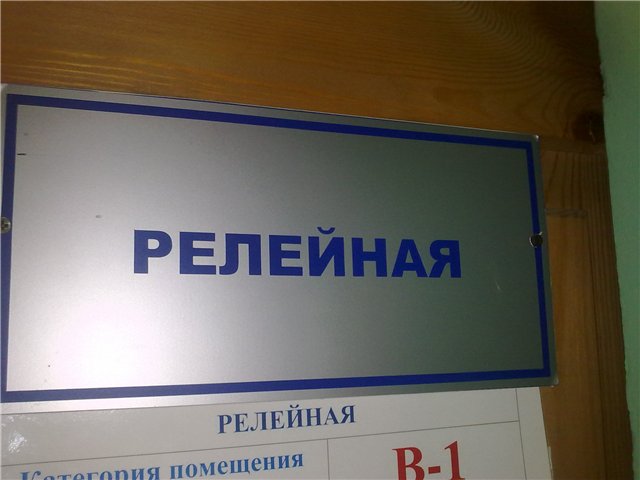 РЕЛЕЙНАЯ
РЕЛЕЙНАЯ
Категория помещения
В-1